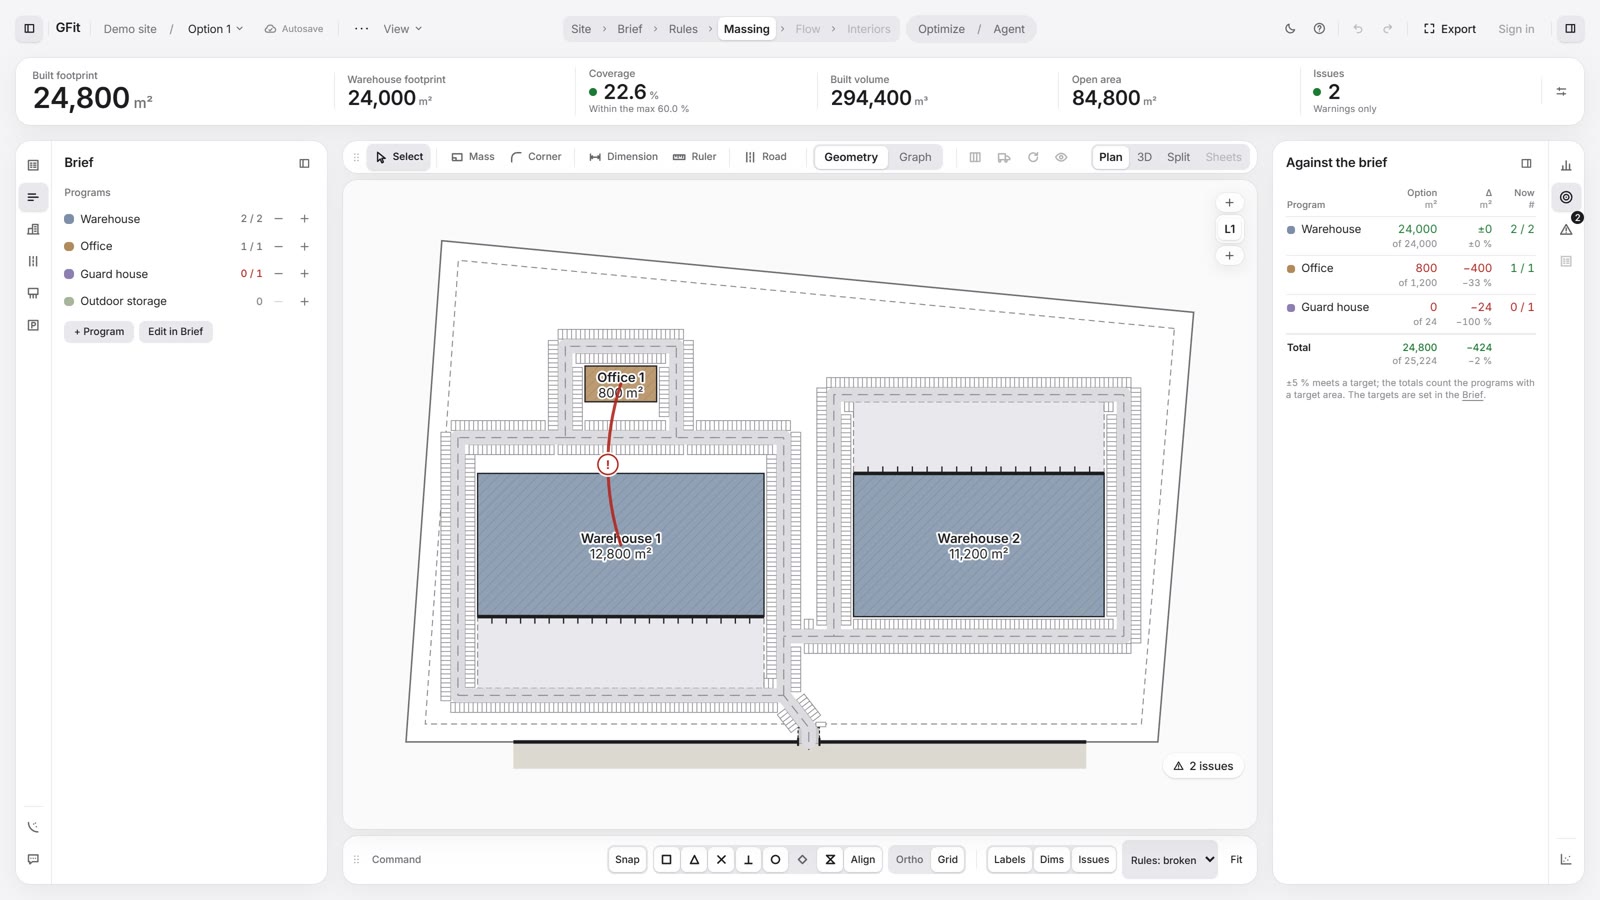 GFit
Demo site / Option 1
Autosave
View
Site > Brief > Rules > Massing > Flow > Interiors
Optimize / Agent
Export
Sign in
Built footprint
24,800 m²
Warehouse footprint
24,000 m²
Coverage
22.6 %
Within the max 60.0 %
Built volume
294,400 m³
Open area
84,800 m²
Issues
2
Warnings only
Brief
Programs
Warehouse 2 / 2 − +
Office 1 / 1 − +
Guard house 0 / 1 − +
Outdoor storage 0 − +
+ Program
Edit in Brief
Select
Mass
Corner
Dimension
Ruler
Road
Geometry
Graph
Plan
3D
Split
Sheets
+
L1
+
Office 1
800 m²
!
Warehouse 1
12,800 m²
Warehouse 2
11,200 m²
2 issues
Command
Snap
Align
Ortho
Grid
Labels
Dims
Issues
Rules: broken
Fit
Against the brief
Program Option m² Δ m² Now #
Warehouse 24,000 ±0 2 / 2
of 24,000 ±0 %
Office 800 −400 1 / 1
of 1,200 −33 %
Guard house 0 −24 0 / 1
of 24 −100 %
Total 24,800 −424
of 25,224 −2 %
±5 % meets a target; the totals count the programs with
a target area. The targets are set in the Brief.
2